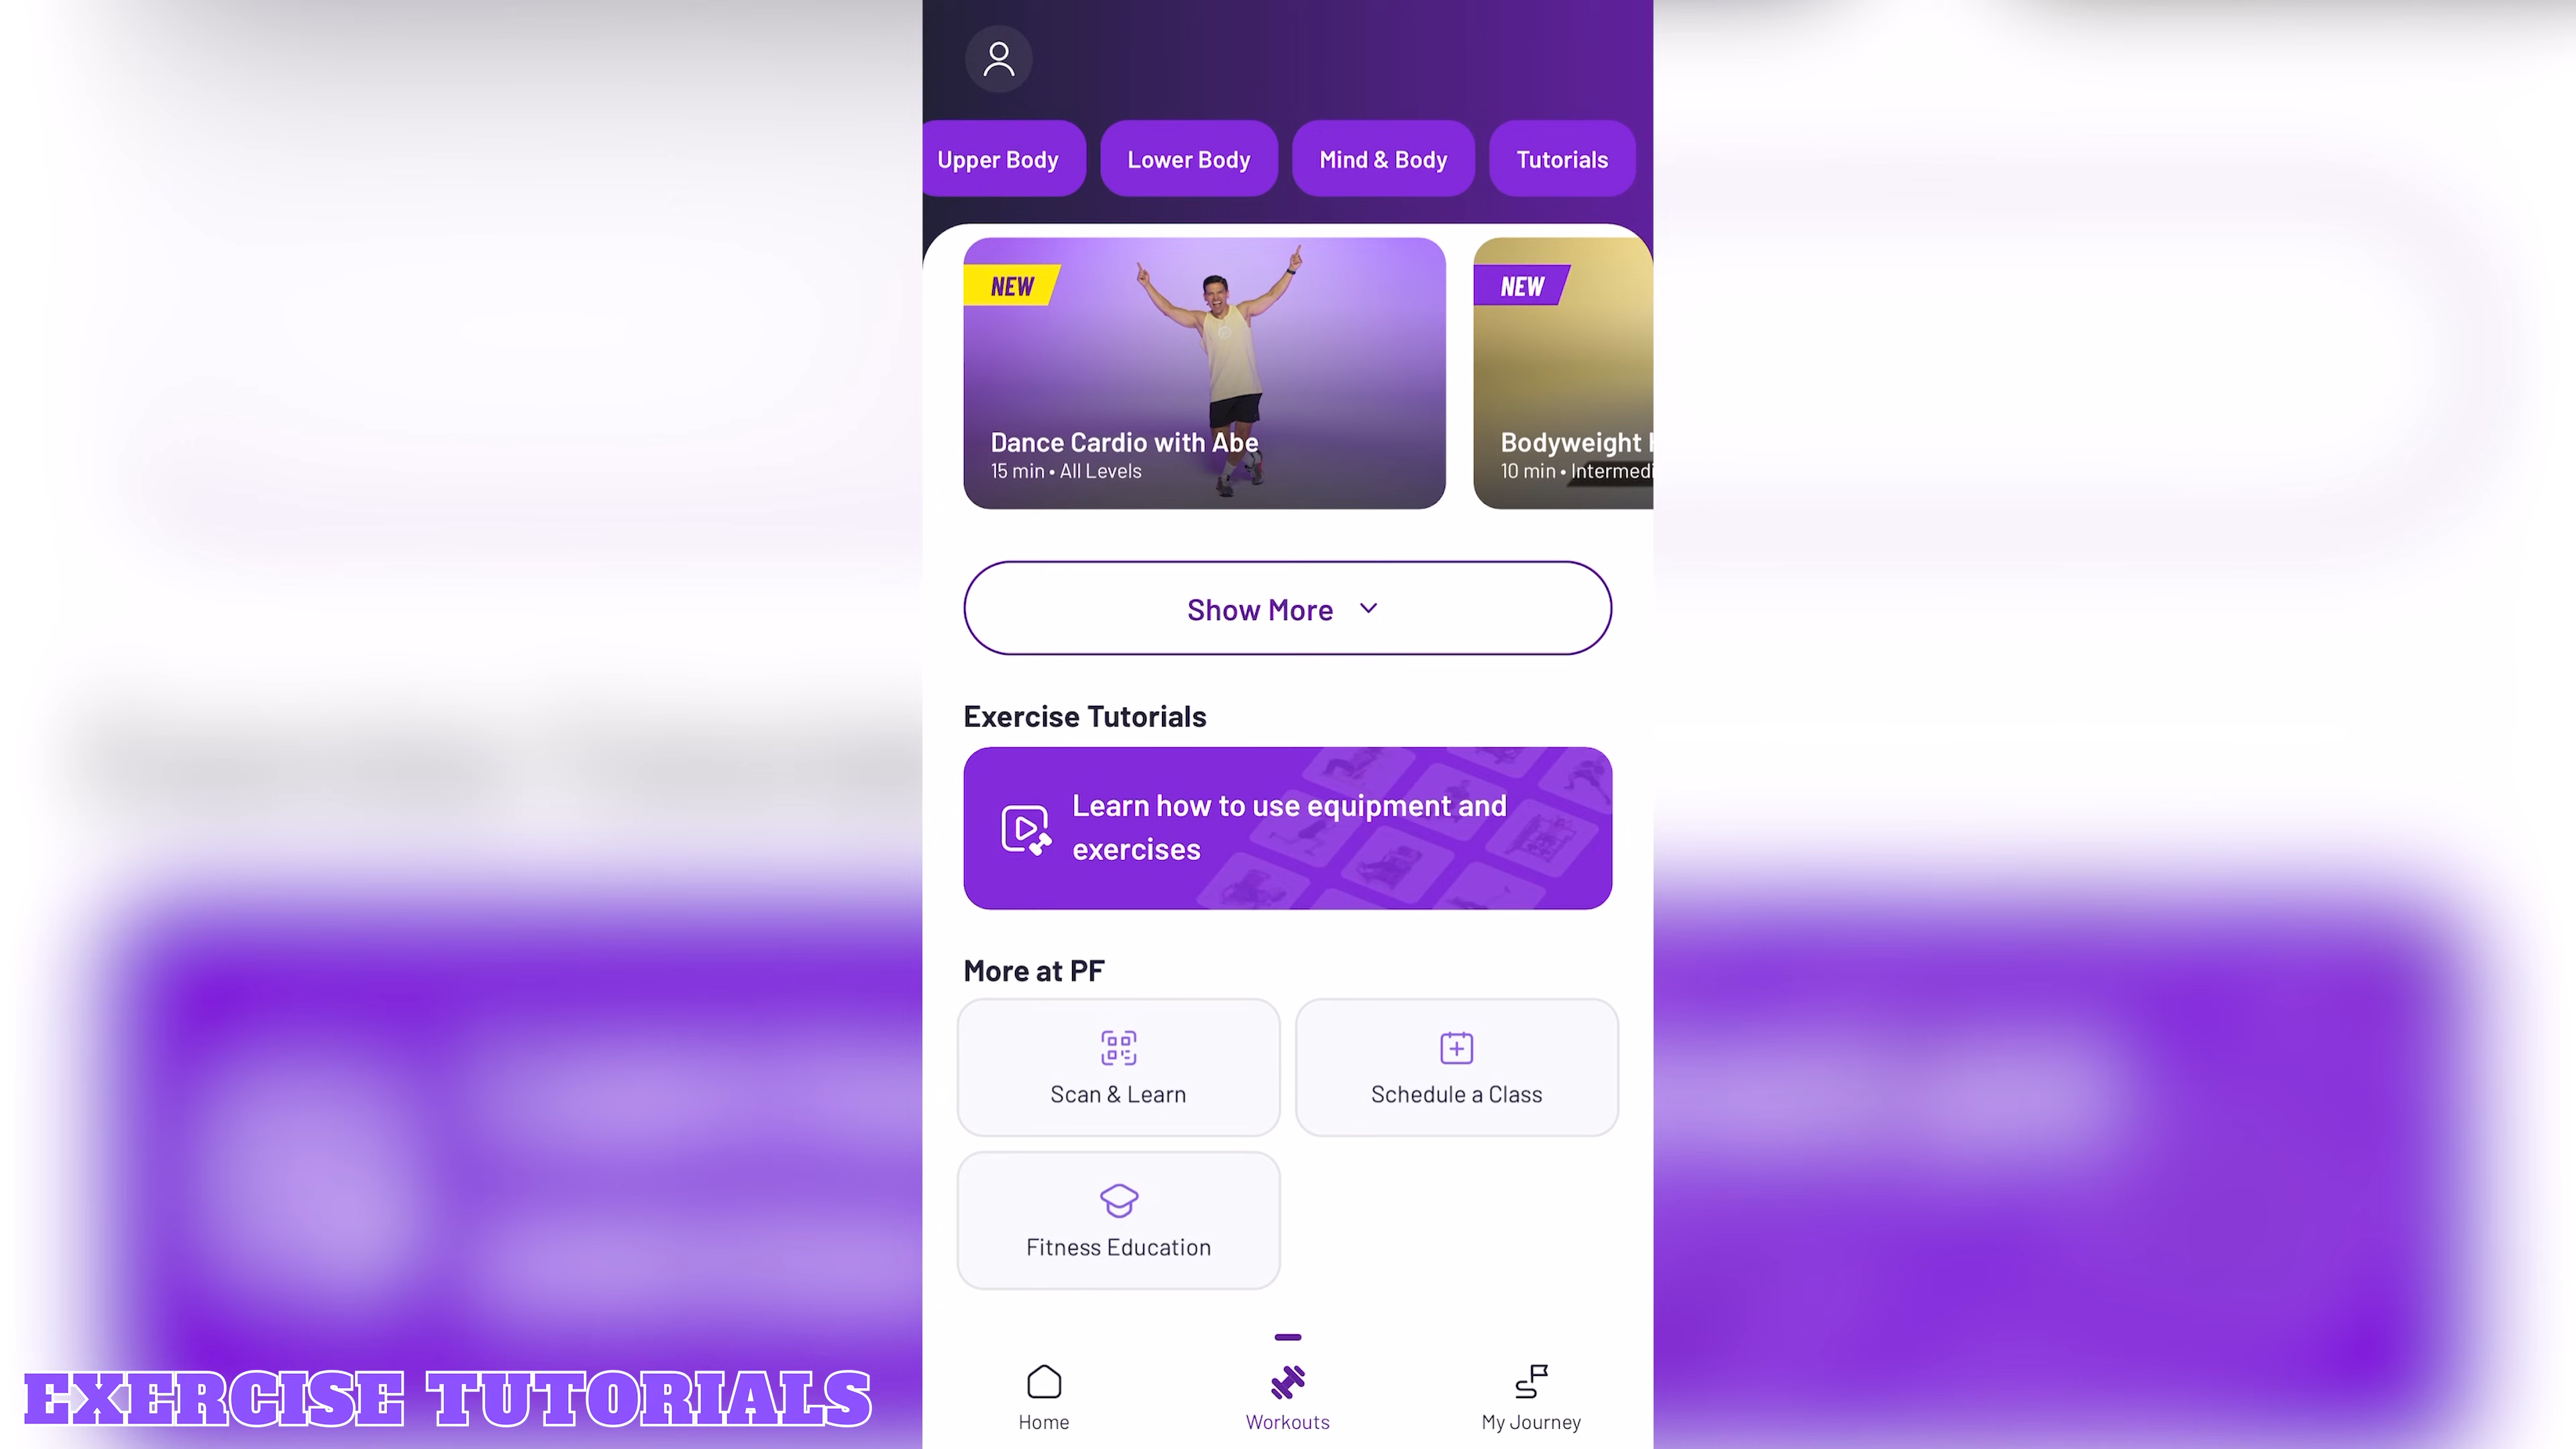 Upper Body
Lower Body
Mind & Body
Tutorials
NEW
Dance Cardio with Abe
15 min • All Levels
NEW
Bodyweight
10 min • Intermedi
Show More
Exercise Tutorials
Learn how to use equipment and
exercises
More at PF
Scan & Learn
Schedule a Class
Fitness Education
Home
Workouts
My Journey
EXERCISE TUTORIALS